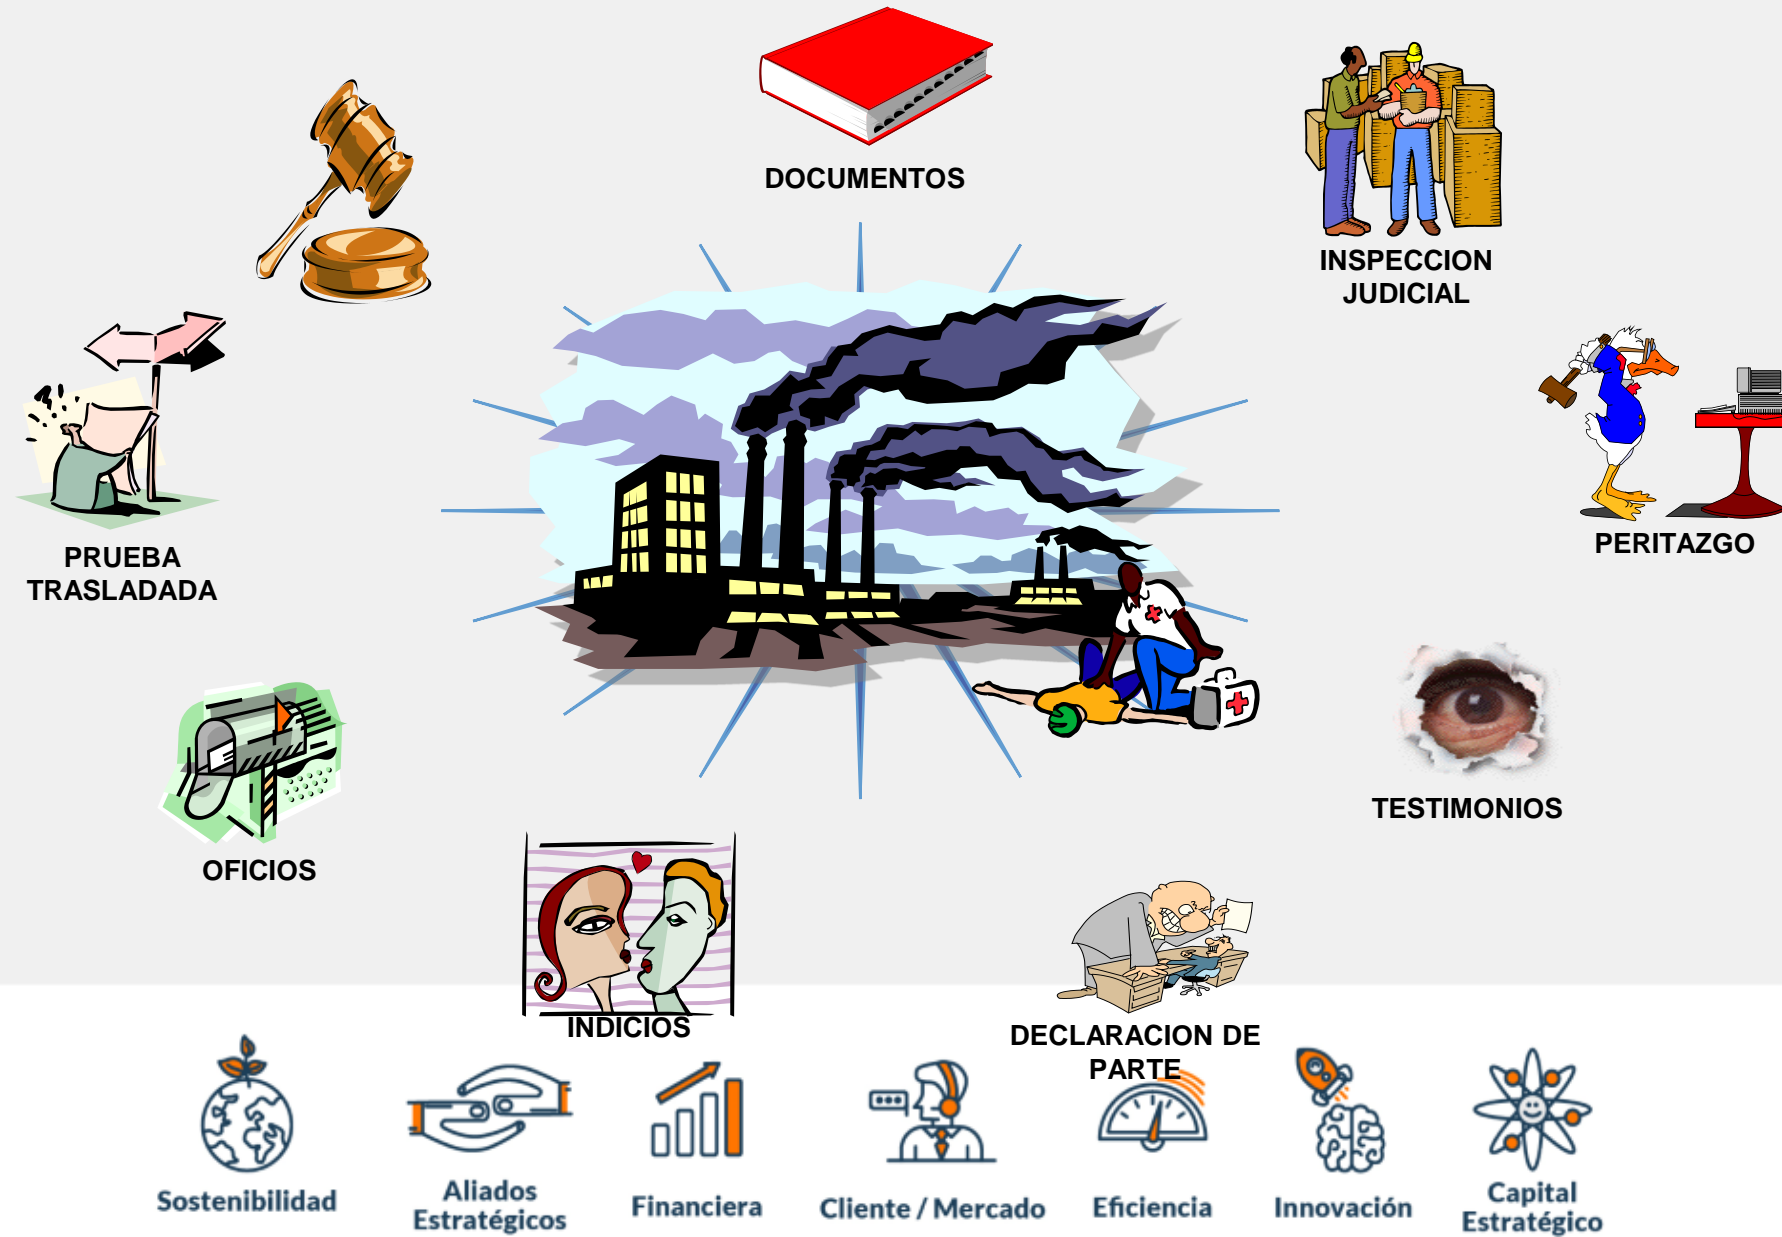 DOCUMENTOS
INSPECCION
JUDICIAL
PERITAZGO
PRUEBA
TRASLADADA
TESTIMONIOS
OFICIOS
INDICIOS
DECLARACION DE
PARTE
Sostenibilidad
Aliados
Estratégicos
Financiera
Cliente / Mercado
Eficiencia
Innovación
Capital
Estratégico